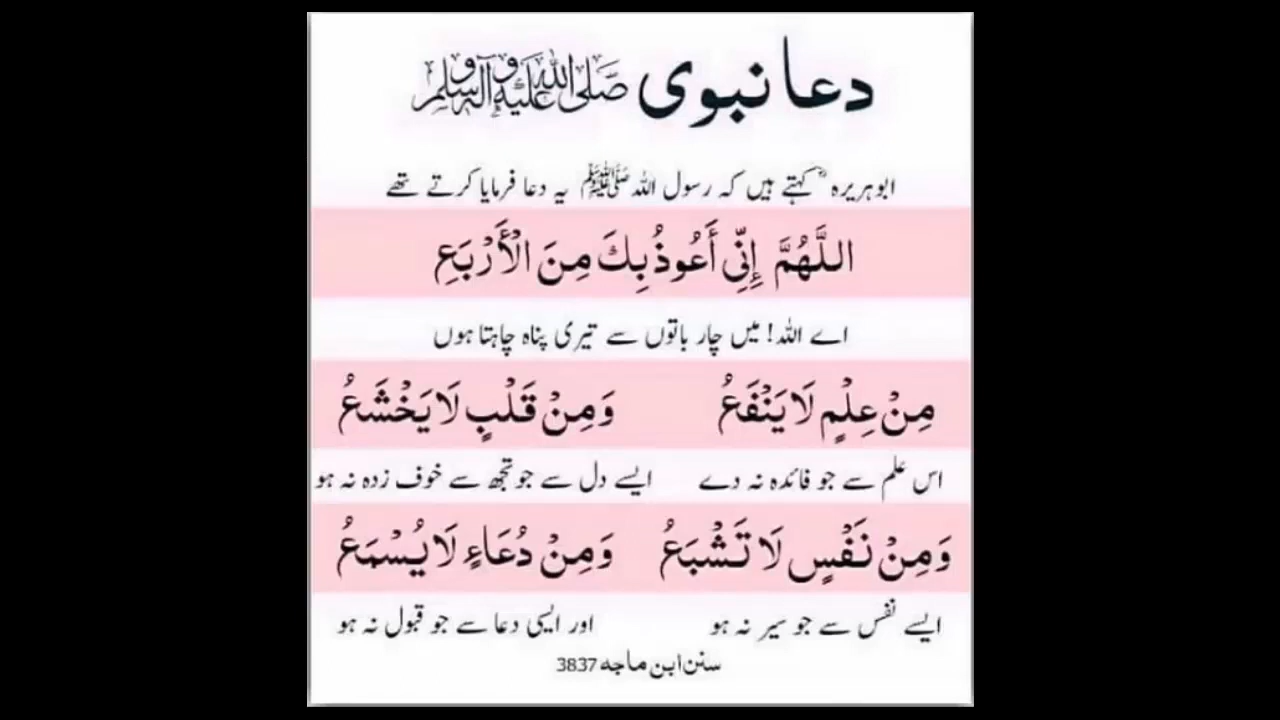 دعا نبوی صلی اللہ علیہ وآلہ وسلم
ابوہریرہؓ کہتے ہیں کہ رسول اللہ ﷺ یہ دعا فرمایا کرتے تھے
اللَّهُمَّ إِنِّي أَعُوذُ بِكَ مِنَ الْأَرْبَعِ
اے اللہ! میں چار باتوں سے تیری پناہ چاہتا ہوں
مِنْ عِلْمٍ لَا يَنْفَعُ وَمِنْ قَلْبٍ لَا يَخْشَعُ
اس علم سے جو فائدہ نہ دے ایسے دل سے جو تجھ سے خوف زدہ نہ ہو
وَمِنْ نَفْسٍ لَا تَشْبَعُ وَمِنْ دُعَاءٍ لَا يُسْمَعُ
ایسے نفس سے جو سیر نہ ہو اور ایسی دعا سے جو قبول نہ ہو
سنن ابن ماجہ 3837